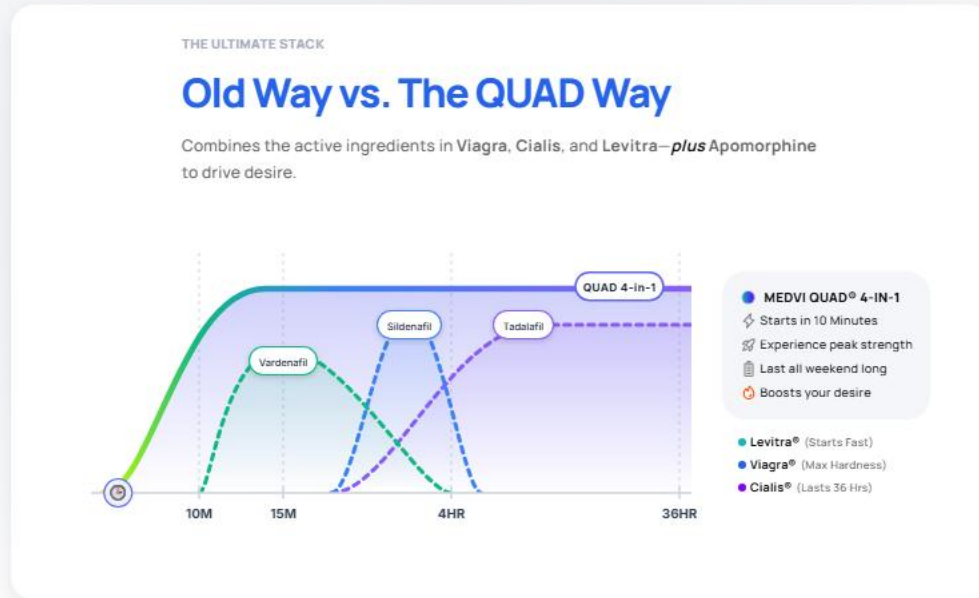 THE ULTIMATE STACK
Old Way vs. The QUAD Way
Combines the active ingredients in Viagra, Cialis, and Levitra—plus Apomorphine
to drive desire.
QUAD 4-in-1
Sildenafil
Tadalafil
Vardenafil
10M
15M
4HR
36HR
MEDVI QUAD® 4-IN-1
Starts in 10 Minutes
Experience peak strength
Last all weekend long
Boosts your desire
Levitra® (Starts Fast)
Viagra® (Max Hardness)
Cialis® (Lasts 36 Hrs)